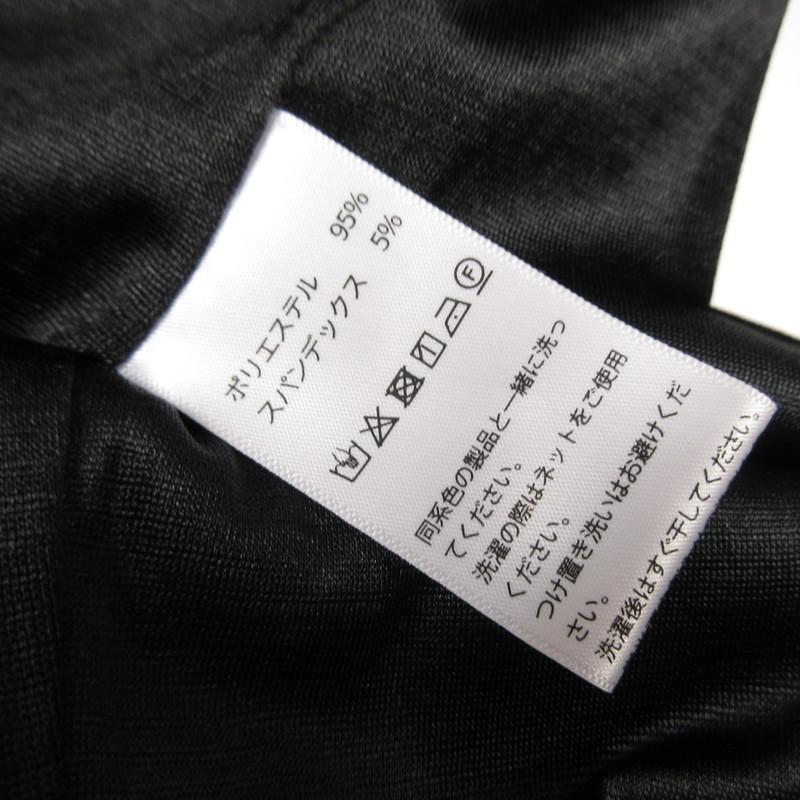 ポリエステル 95%
スパンデックス 5%
F
同系色の製品と一緒に洗っ
てください。
洗濯の際はネットをご使用
ください。
つけ置き洗いはお避けくだ
さい。
洗濯後はすぐ干してください。